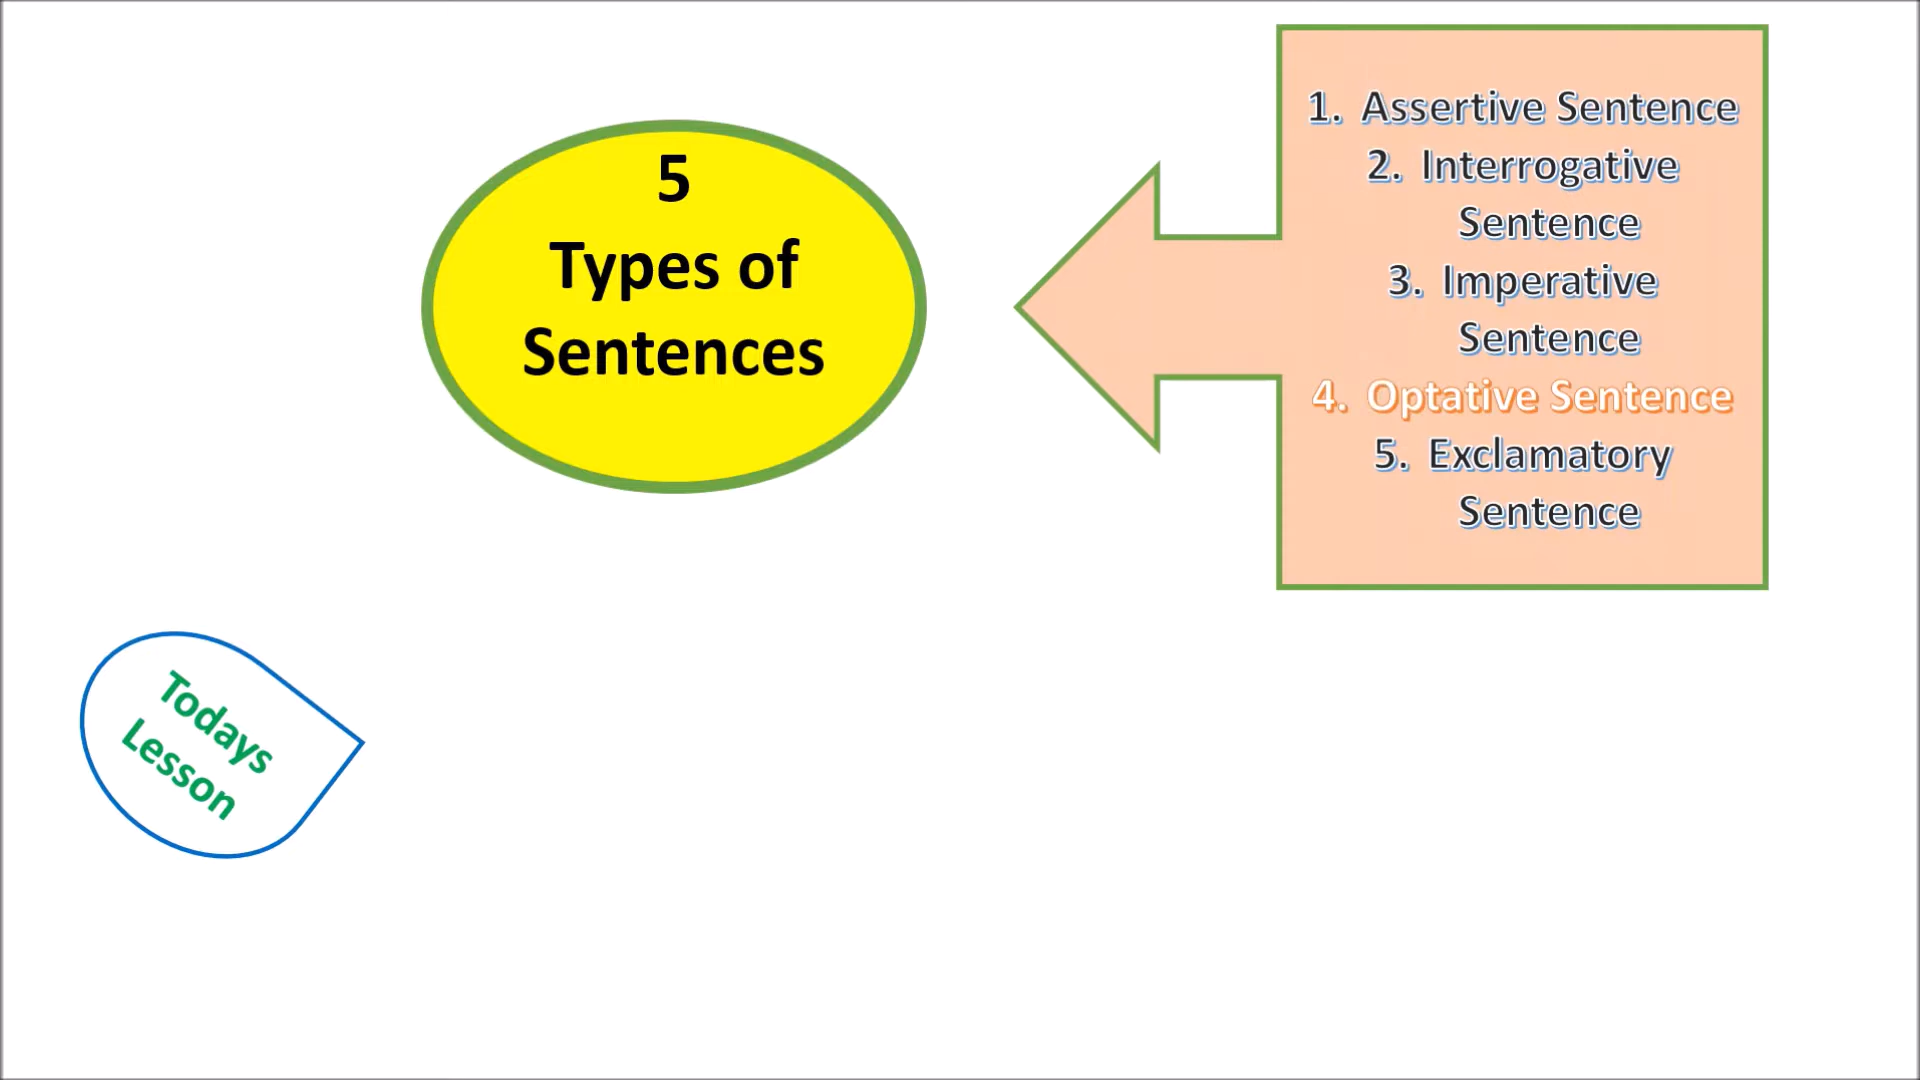 5
Types of
Sentences
1. Assertive Sentence
2. Interrogative
Sentence
3. Imperative
Sentence
4. Optative Sentence
5. Exclamatory
Sentence
Todays
Lesson